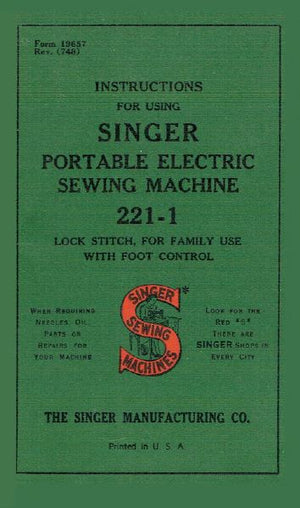 Form 19657
Rev. (748)
INSTRUCTIONS
FOR USING
SINGER
PORTABLE ELECTRIC
SEWING MACHINE
221-1
LOCK STITCH, FOR FAMILY USE
WITH FOOT CONTROL
WHEN REQUIRING
NEEDLES, OIL,
PARTS OR
REPAIRS FOR
YOUR MACHINE
SINGER
SEWING
MACHINES
*
LOOK FOR THE
RED "S"
THERE ARE
SINGER SHOPS IN
EVERY CITY
THE SINGER MANUFACTURING CO.
Printed in U. S. A.